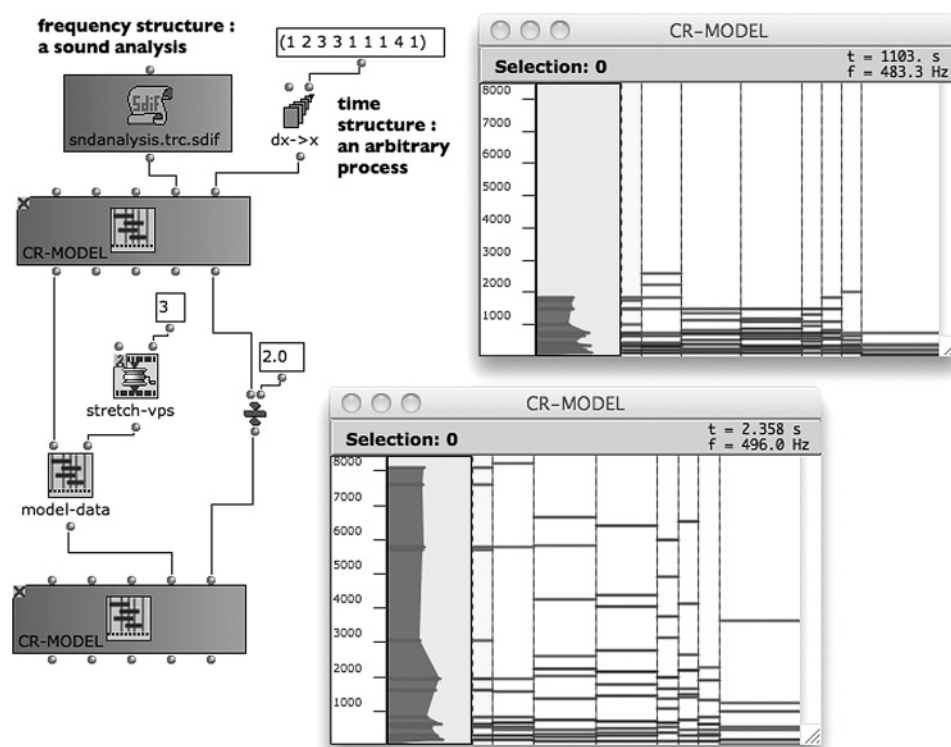 frequency structure :
a sound analysis
(1 2 3 3 1 1 1 4 1)
Sdif
sndanalysis.trc.sdif
dx->x
time
structure :
an arbitrary
process
CR-MODEL
3
2.0
stretch-vps
model-data
CR-MODEL
CR-MODEL
Selection: 0
t = 1103. s
f = 483.3 Hz
8000
7000
6000
5000
4000
3000
2000
1000
CR-MODEL
Selection: 0
t = 2.358 s
f = 496.0 Hz
8000
7000
6000
5000
4000
3000
2000
1000